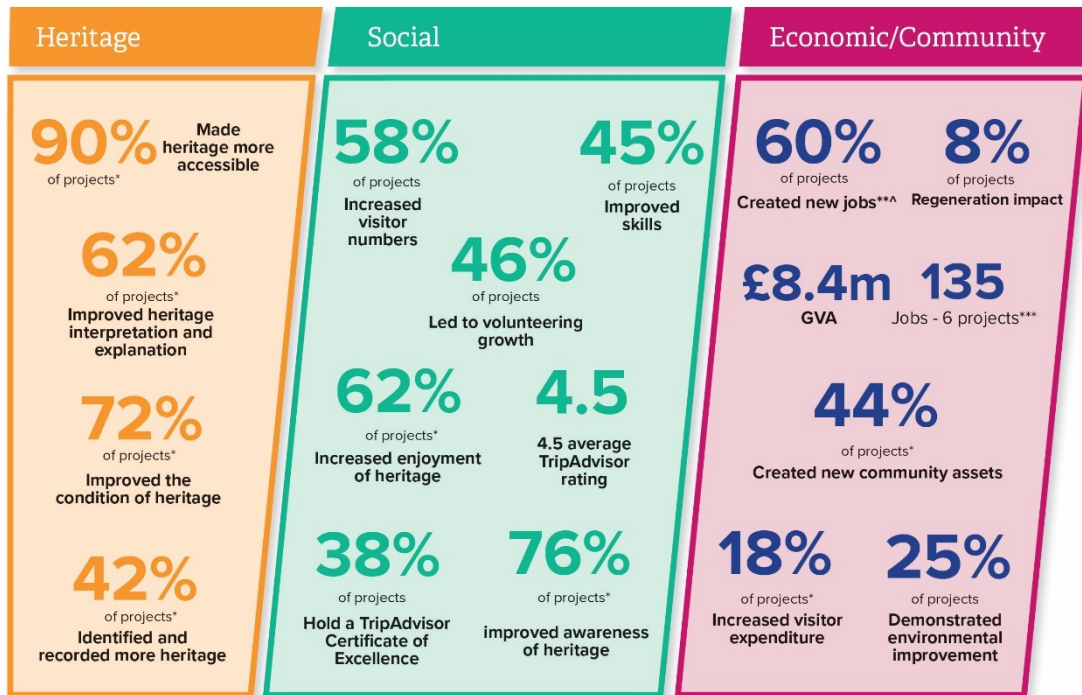 Heritage
90%
of projects*
Made
heritage more
accessible
62%
of projects*
Improved heritage
interpretation and
explanation
72%
of projects*
Improved the
condition of heritage
42%
of projects*
Identified and
recorded more heritage
Social
58%
of projects
Increased
visitor
numbers
45%
of projects
Improved
skills
46%
of projects
Led to volunteering
growth
62%
of projects*
Increased enjoyment
of heritage
4.5
4.5 average
TripAdvisor
rating
38%
of projects
Hold a TripAdvisor
Certificate of
Excellence
76%
of projects*
improved awareness
of heritage
Economic/Community
60%
of projects
Created new jobs**^
8%
of projects
Regeneration impact
£8.4m
GVA
135
Jobs - 6 projects***
44%
of projects*
Created new community assets
18%
of projects*
Increased visitor
expenditure
25%
of projects
Demonstrated
environmental
improvement